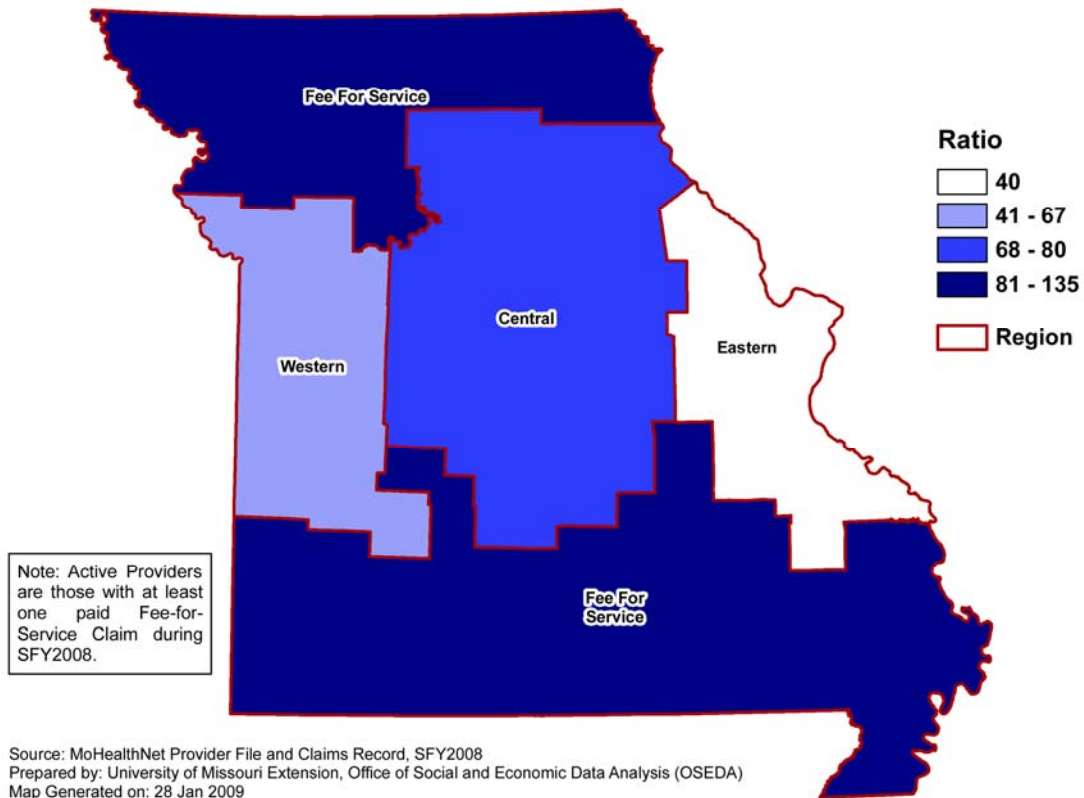 Fee For Service
Ratio
40
41 - 67
68 - 80
81 - 135
Region
Central
Eastern
Western
Fee For
Service
Note: Active Providers
are those with at least
one paid Fee-for-
Service Claim during
SFY2008.
Source: MoHealthNet Provider File and Claims Record, SFY2008
Prepared by: University of Missouri Extension, Office of Social and Economic Data Analysis (OSEDA)
Map Generated on: 28 Jan 2009